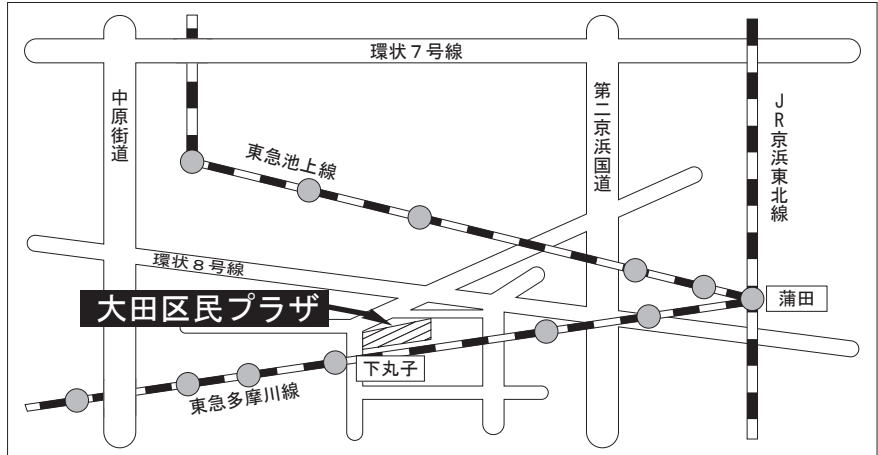 環状７号線
中原街道
第二京浜国道
JR京浜東北線
東急池上線
環状８号線
大田区民プラザ
蒲田
下丸子
東急多摩川線